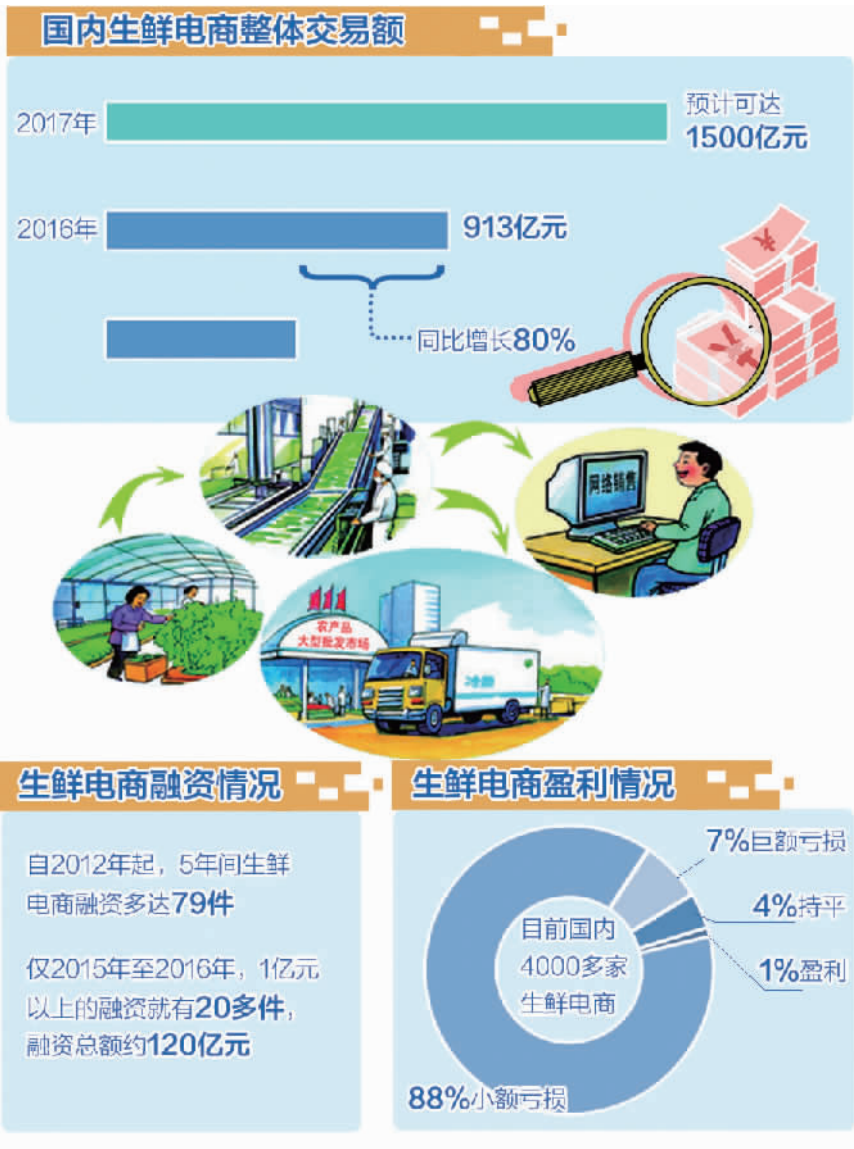 国内生鲜电商整体交易额
2017年
预计可达
1500亿元
2016年
913亿元
同比增长80%
网络销售
农产品
大型批发市场
生鲜电商融资情况
自2012年起，5年间生鲜
电商融资多达79件
仅2015年至2016年，1亿元
以上的融资就有20多件，
融资总额约120亿元
生鲜电商盈利情况
7%巨额亏损
4%持平
1%盈利
目前国内
4000多家
生鲜电商
88%小额亏损